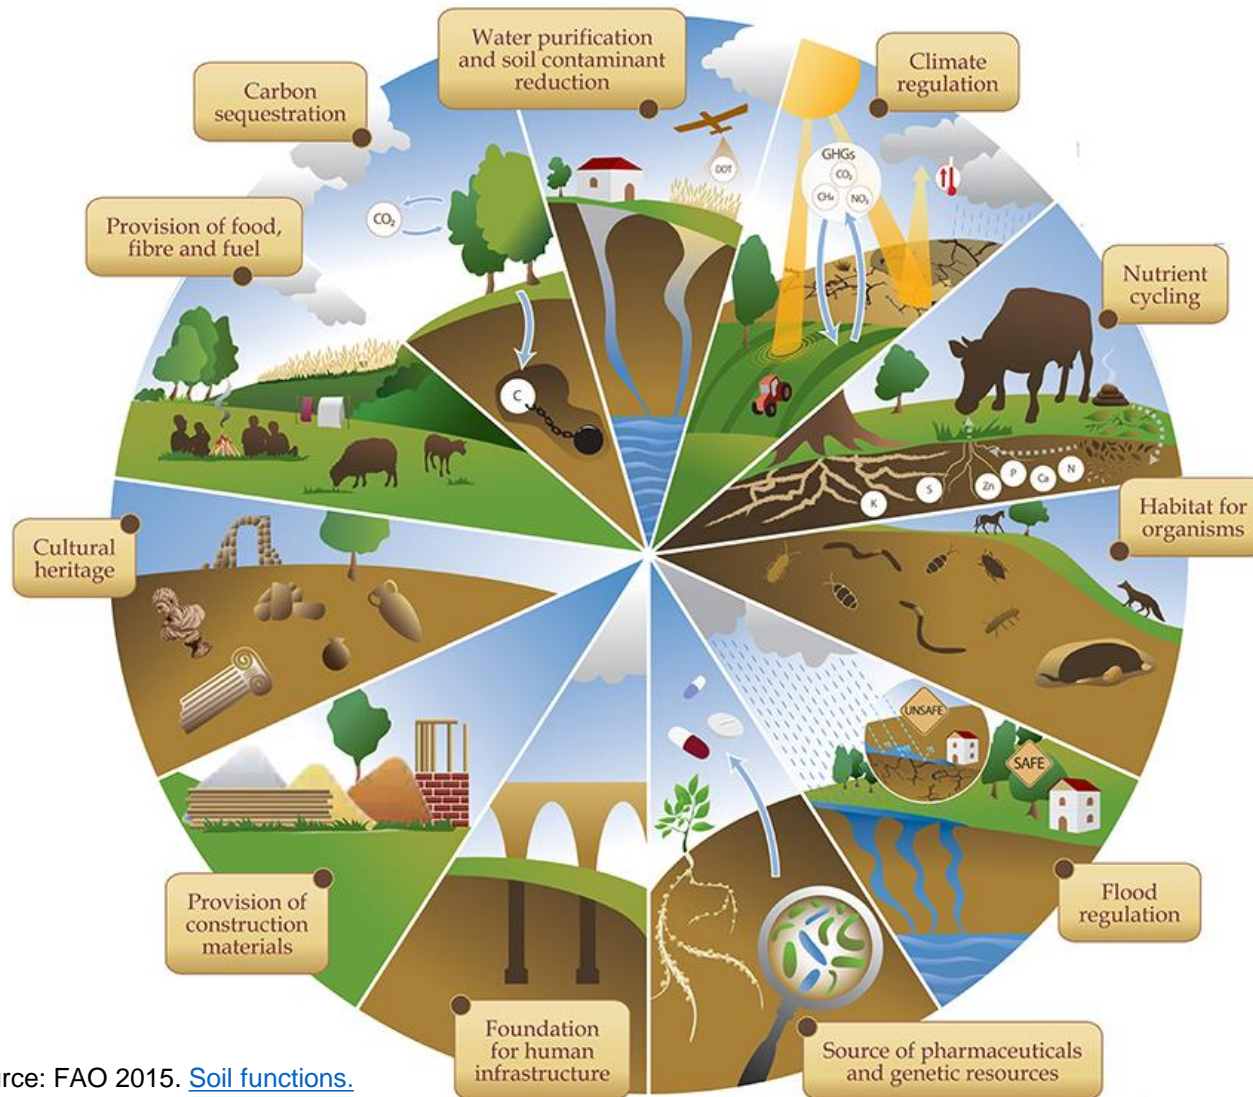 Water purification
and soil contaminant
reduction
Climate
regulation
Carbon
sequestration
DDT
GHGs
CO₂
CH₄
NO₂
CO₂
Provision of food,
fibre and fuel
Nutrient
cycling
C
K
S
Zn
P
Ca
N
Habitat for
organisms
Cultural
heritage
UNSAFE
SAFE
Provision of
construction
materials
Flood
regulation
Foundation
for human
infrastructure
Source of pharmaceuticals
and genetic resources
rce: FAO 2015. Soil functions.